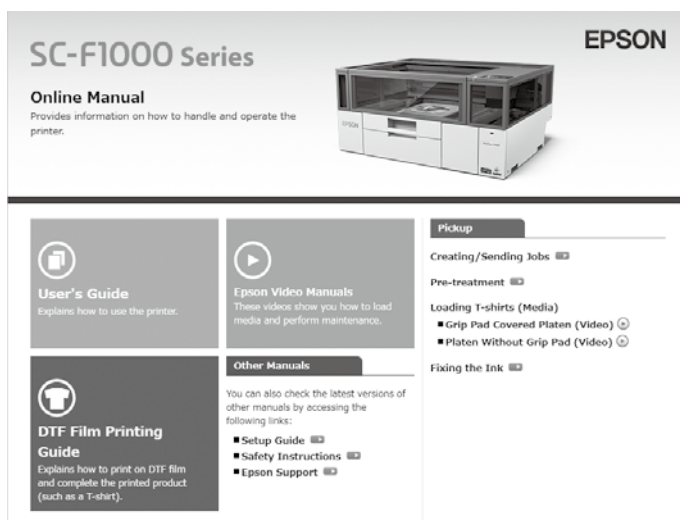 SC-F1000 Series
EPSON
Online Manual
Provides information on how to handle and operate the
printer.
EPSON
User's Guide
Explains how to use the printer.
Epson Video Manuals
These videos show you how to load
media and perform maintenance.
DTF Film Printing
Guide
Explains how to print on DTF film
and complete the printed product
(such as a T-shirt).
Other Manuals
You can also check the latest versions of
other manuals by accessing the
following links:
Setup Guide
Safety Instructions
Epson Support
Pickup
Creating/Sending Jobs
Pre-treatment
Loading T-shirts (Media)
Grip Pad Covered Platen (Video)
Platen Without Grip Pad (Video)
Fixing the Ink